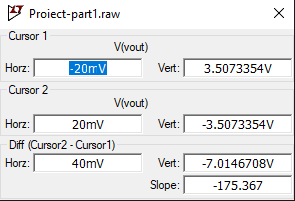 Project-part1.raw
Cursor 1
V(vout)
Horz: -20mV Vert: 3.5073354V
Cursor 2
V(vout)
Horz: 20mV Vert: -3.5073354V
Diff (Cursor2 - Cursor1)
Horz: 40mV Vert: -7.0146708V
Slope: -175.367